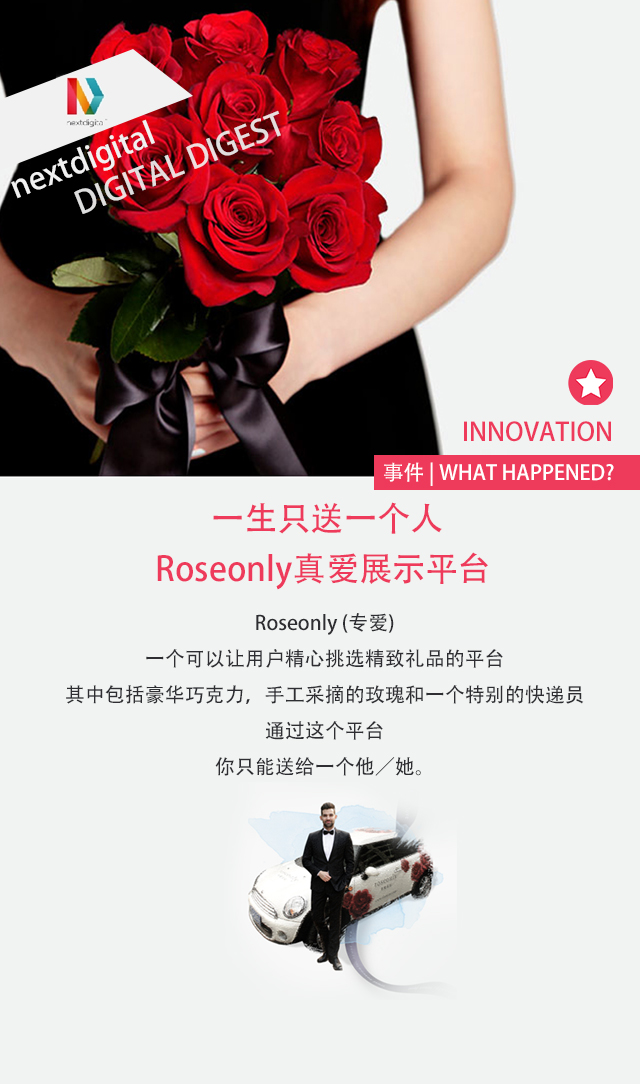 nextdigital
nextdigital
DIGITAL DIGEST
INNOVATION
事件 | WHAT HAPPENED?
一生只送一个人
Roseonly真爱展示平台
Roseonly (专爱)
一个可以让用户精心挑选精致礼品的平台
其中包括豪华巧克力，手工采摘的玫瑰和一个特别的快递员
通过这个平台
你只能送给一个他／她。